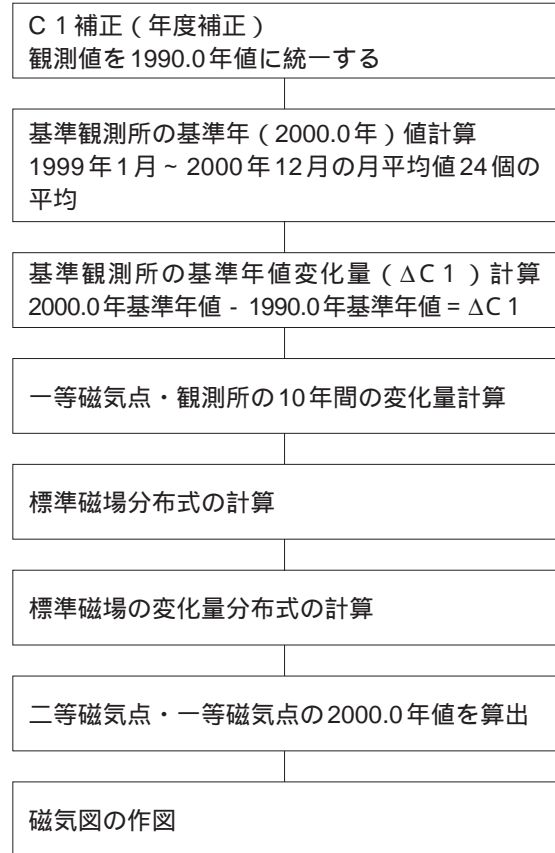 C1補正(年度補正)
観測値を1990.0年値に統一する
基準観測所の基準年(2000.0年)値計算
1999年1月~2000年12月の月平均値24個の
平均
基準観測所の基準年値変化量(ΔC1)計算
2000.0年基準年値 - 1990.0年基準年値 = ΔC1
一等磁気点・観測所の10年間の変化量計算
標準磁場分布式の計算
標準磁場の変化量分布式の計算
二等磁気点・一等磁気点の2000.0年値を算出
磁気図の作図